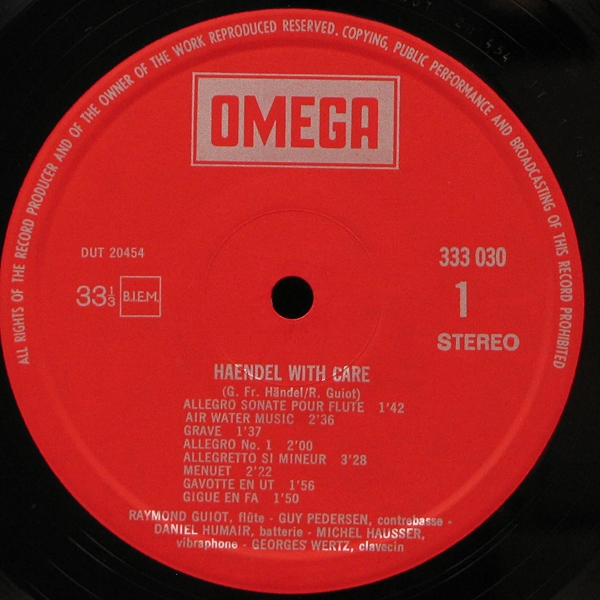 ALL RIGHTS OF THE RECORD PRODUCER AND OF THE OWNER OF THE WORK REPRODUCED RESERVED. COPYING, PUBLIC PERFORMANCE AND BROADCASTING OF THIS RECORD PROHIBITED
OMEGA
DUT 20454
333 030
33 1/3 B.I.E.M.
1
STEREO
HAENDEL WITH CARE
(G. Fr. Händel/R. Guiot)
ALLEGRO SONATE POUR FLUTE 1'42
AIR WATER MUSIC 2'36
GRAVE 1'37
ALLEGRO No. 1 2'00
ALLEGRETTO SI MINEUR 3'28
MENUET 2'22
GAVOTTE EN UT 1'56
GIGUE EN FA 1'50
RAYMOND GUIOT, flûte - GUY PEDERSEN, contrebasse -
DANIEL HUMAIR, batterie - MICHEL HAUSSER,
vibraphone - GEORGES WERTZ, clavecin